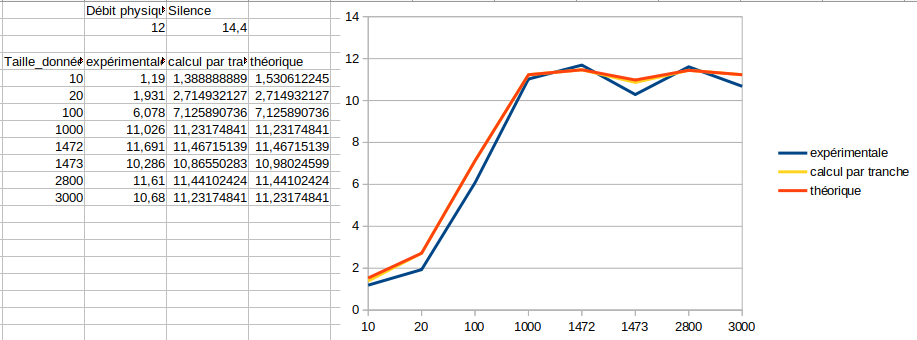 Débit physiq Silence
12 14,4
Taille_donné expérimental calcul par tra théorique
10 1,19 1,388888889 1,530612245
20 1,931 2,714932127 2,714932127
100 6,078 7,125890736 7,125890736
1000 11,026 11,23174841 11,23174841
1472 11,691 11,46715139 11,46715139
1473 10,286 10,86550283 10,98024599
2800 11,61 11,44102424 11,44102424
3000 10,68 11,23174841 11,23174841
14
12
10
8
6
4
2
0
10 20 100 1000 1472 1473 2800 3000
expérimentale
calcul par tranche
théorique